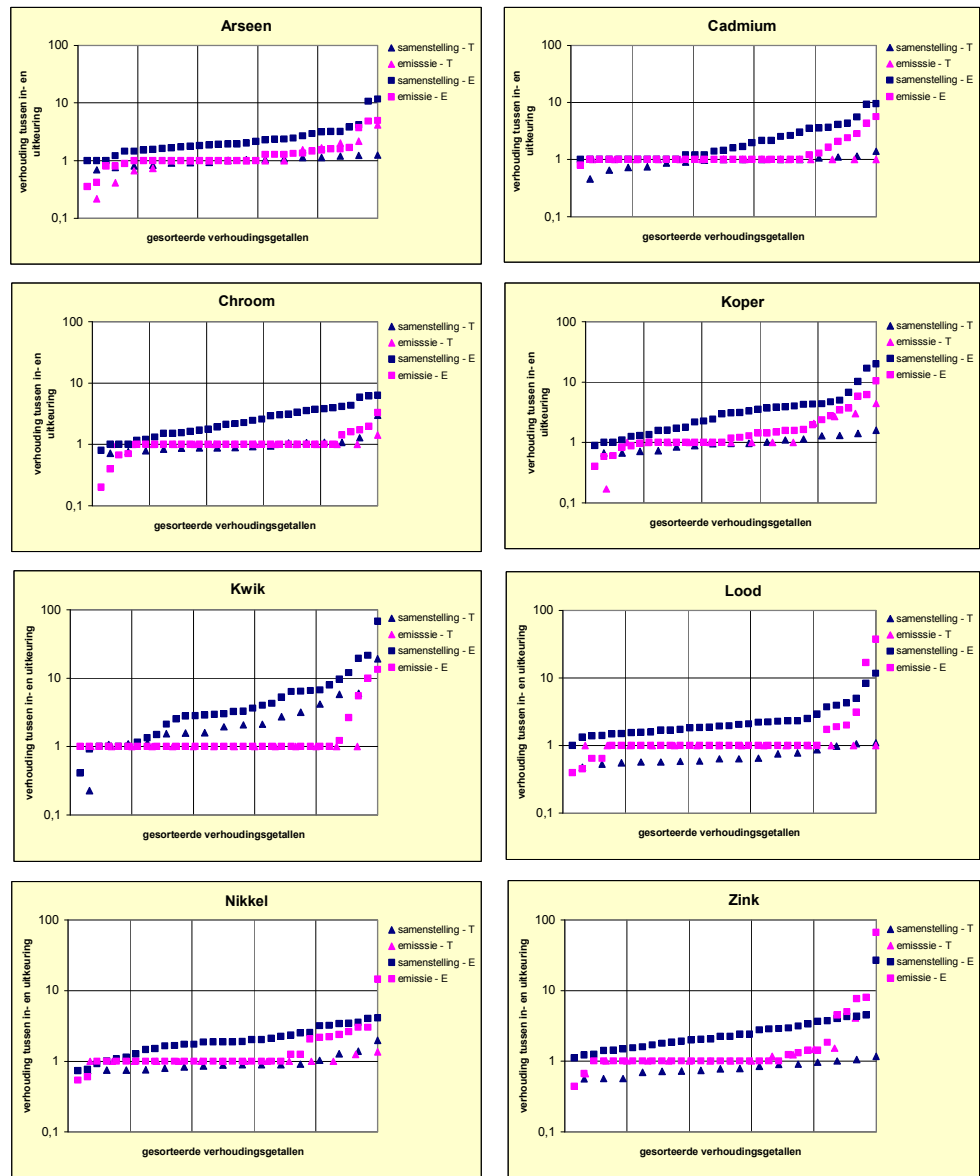 Arseen
100
10
1
0,1
verhouding tussen in- en
uitkeuring
gesorteerde verhoudingsgetallen
samenstelling - T
emisssie - T
samenstelling - E
emissie - E
Cadmium
100
10
1
0,1
verhouding tussen in- en
uitkeuring
gesorteerde verhoudingsgetallen
samenstelling - T
emisssie - T
samenstelling - E
emissie - E
Chroom
100
10
1
0,1
verhouding tussen in- en
uitkeuring
gesorteerde verhoudingsgetallen
samenstelling - T
emisssie - T
samenstelling - E
emissie - E
Koper
100
10
1
0,1
verhouding tussen in- en
uitkeuring
gesorteerde verhoudingsgetallen
samenstelling - T
emisssie - T
samenstelling - E
emissie - E
Kwik
100
10
1
0,1
verhouding tussen in- en uitkeuring
gesorteerde verhoudingsgetallen
samenstelling - T
emisssie - T
samenstelling - E
emissie - E
Lood
100
10
1
0,1
verhouding tussen in- en uitkeuring
gesorteerde verhoudingsgetallen
samenstelling - T
emisssie - T
samenstelling - E
emissie - E
Nikkel
100
10
1
0,1
verhouding tussen in- en uitkeuring
gesorteerde verhoudingsgetallen
samenstelling - T
emisssie - T
samenstelling - E
emissie - E
Zink
100
10
1
0,1
verhouding tussen in- en uitkeuring
gesorteerde verhoudingsgetallen
samenstelling - T
emisssie - T
samenstelling - E
emissie - E